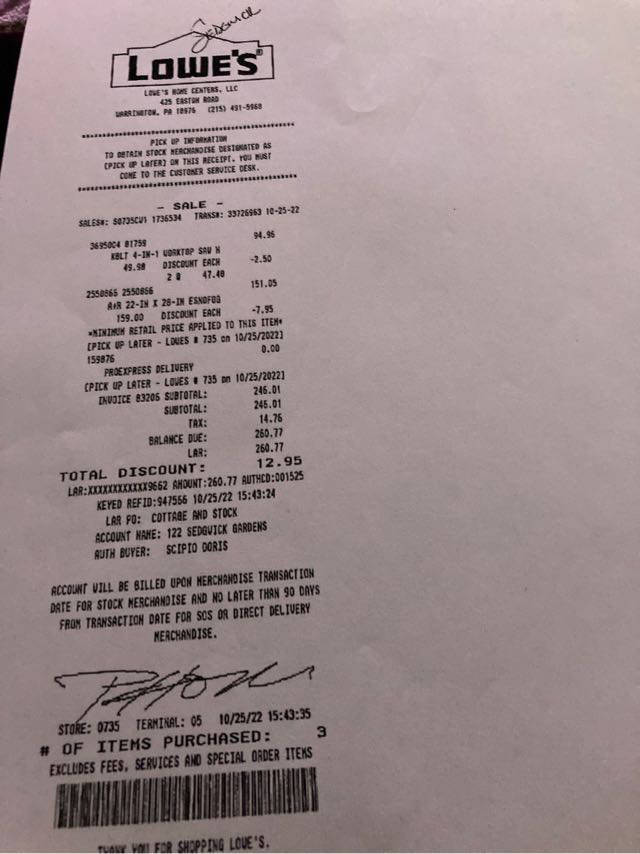 SEDGWICK
LOWE'S®
LOWE'S HOME CENTERS, LLC
425 EASTON ROAD
WARRINGTON, PA 18976 (215) 491-5968
PICK UP INFORMATION
TO OBTAIN STOCK MERCHANDISE DESIGNATED AS
[PICK UP LATER] ON THIS RECEIPT, YOU MUST
COME TO THE CUSTOMER SERVICE DESK.
- SALE -
SALES#: S0735CU1 1736534 TRANS#: 33726963 10-25-22
3695004 81759 94.96
KBLT 4-IN-1 WORKTOP SAW H
49.98 DISCOUNT EACH -2.50
2 @ 47.48
2550866 2550866 151.05
A+R 22-IN X 28-IN ESNOFOG
159.00 DISCOUNT EACH -7.95
*MINIMUM RETAIL PRICE APPLIED TO THIS ITEM*
[PICK UP LATER - LOWES # 735 on 10/25/2022]
159876 0.00
PROEXPRESS DELIVERY
[PICK UP LATER - LOWES # 735 on 10/25/2022]
INVOICE 83205 SUBTOTAL: 246.01
SUBTOTAL: 246.01
TAX: 14.76
BALANCE DUE: 260.77
LAR: 260.77
TOTAL DISCOUNT: 12.95
LAR:XXXXXXXXXXXX9662 AMOUNT:260.77 AUTHCD:001525
KEYED REFID:947566 10/25/22 15:43:24
LAR PO: COTTAGE AND STOCK
ACCOUNT NAME: 122 SEDGWICK GARDENS
AUTH BUYER: SCIPIO DORIS
ACCOUNT WILL BE BILLED UPON MERCHANDISE TRANSACTION
DATE FOR STOCK MERCHANDISE AND NO LATER THAN 90 DAYS
FROM TRANSACTION DATE FOR SOS OR DIRECT DELIVERY
MERCHANDISE.
STORE: 0735 TERMINAL: 05 10/25/22 15:43:35
# OF ITEMS PURCHASED: 3
EXCLUDES FEES, SERVICES AND SPECIAL ORDER ITEMS
THANK YOU FOR SHOPPING LOWE'S.